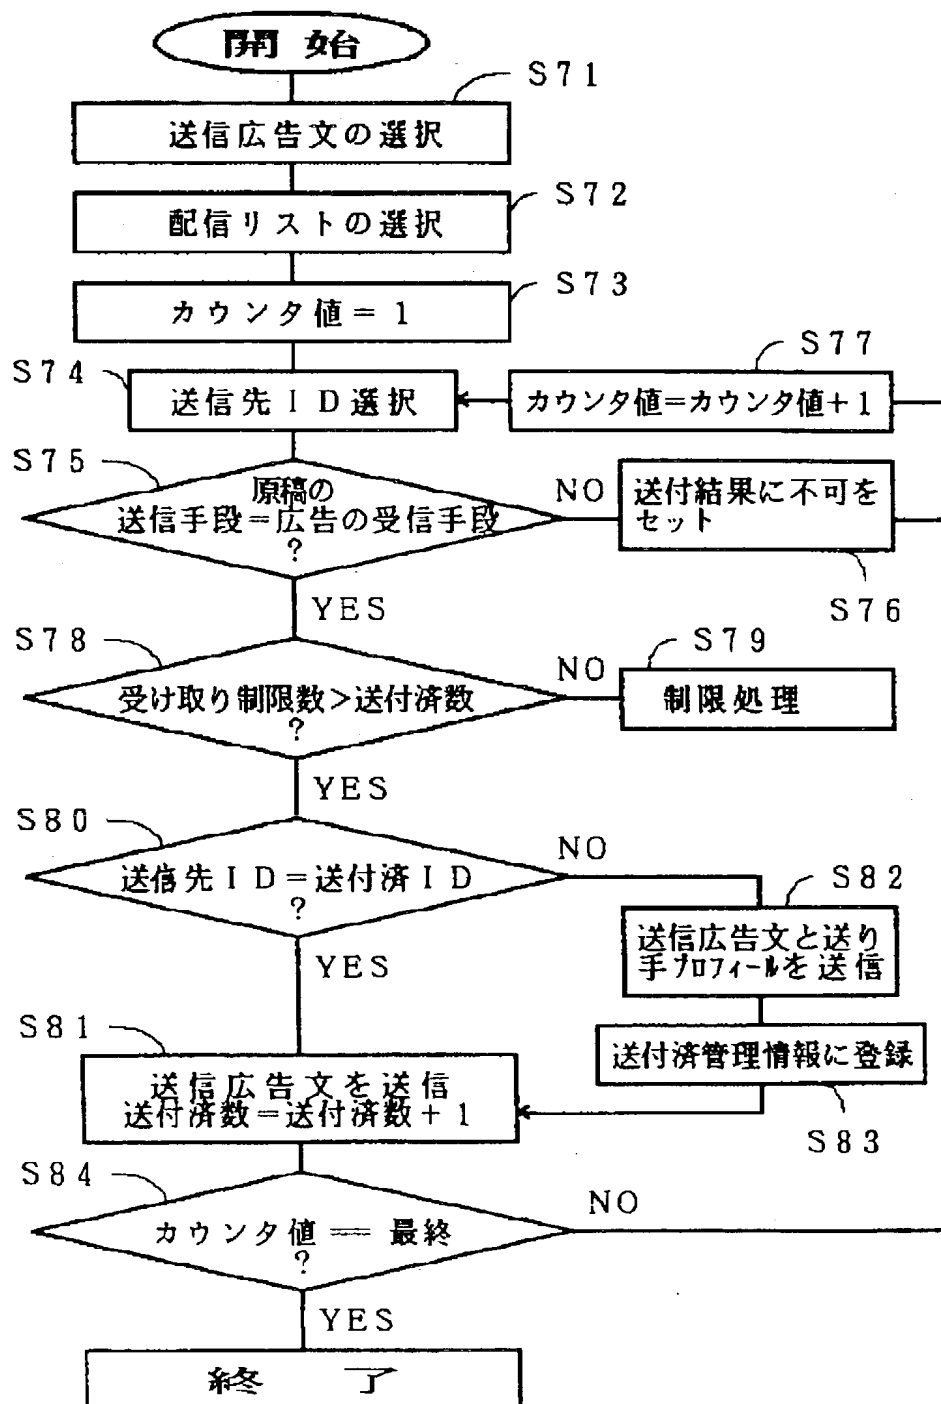 開始
S71
送信広告文の選択
S72
配信リストの選択
S73
カウンタ値=1
S74
送信先ID選択
S77
カウンタ値=カウンタ値+1
S75
原稿の
送信手段=広告の受信手段
?
NO
送付結果に不可を
セット
S76
YES
S78
受け取り制限数>送付済数
?
NO
S79
制限処理
YES
S80
送信先ID=送付済ID
?
NO
S82
送信広告文と送り
手プロフィールを送信
YES
S81
送信広告文を送信
送付済数=送付済数+1
送付済管理情報に登録
S83
S84
カウンタ値==最終
?
NO
YES
終了